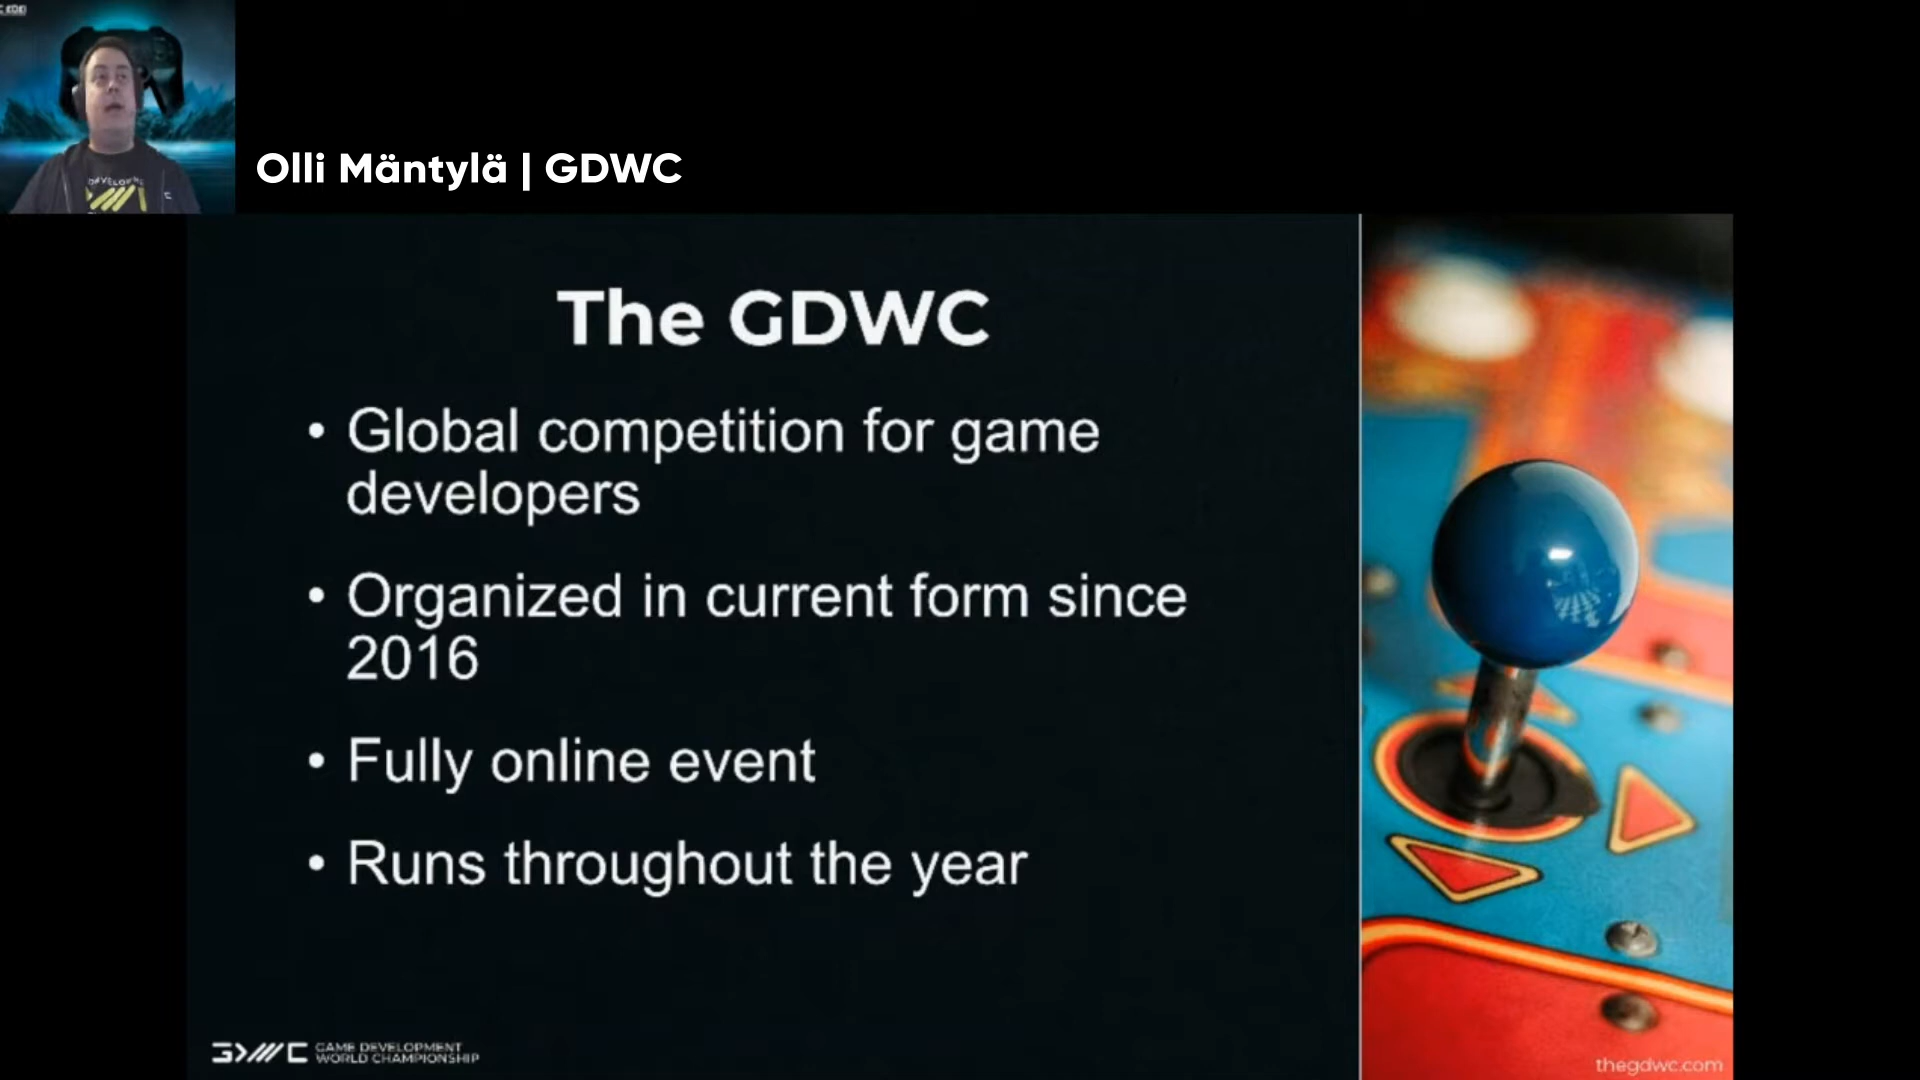 Olli Mäntylä | GDWC
The GDWC
• Global competition for game
developers
• Organized in current form since
2016
• Fully online event
• Runs throughout the year
GAME DEVELOPMENT
WORLD CHAMPIONSHIP
thegdwc.com